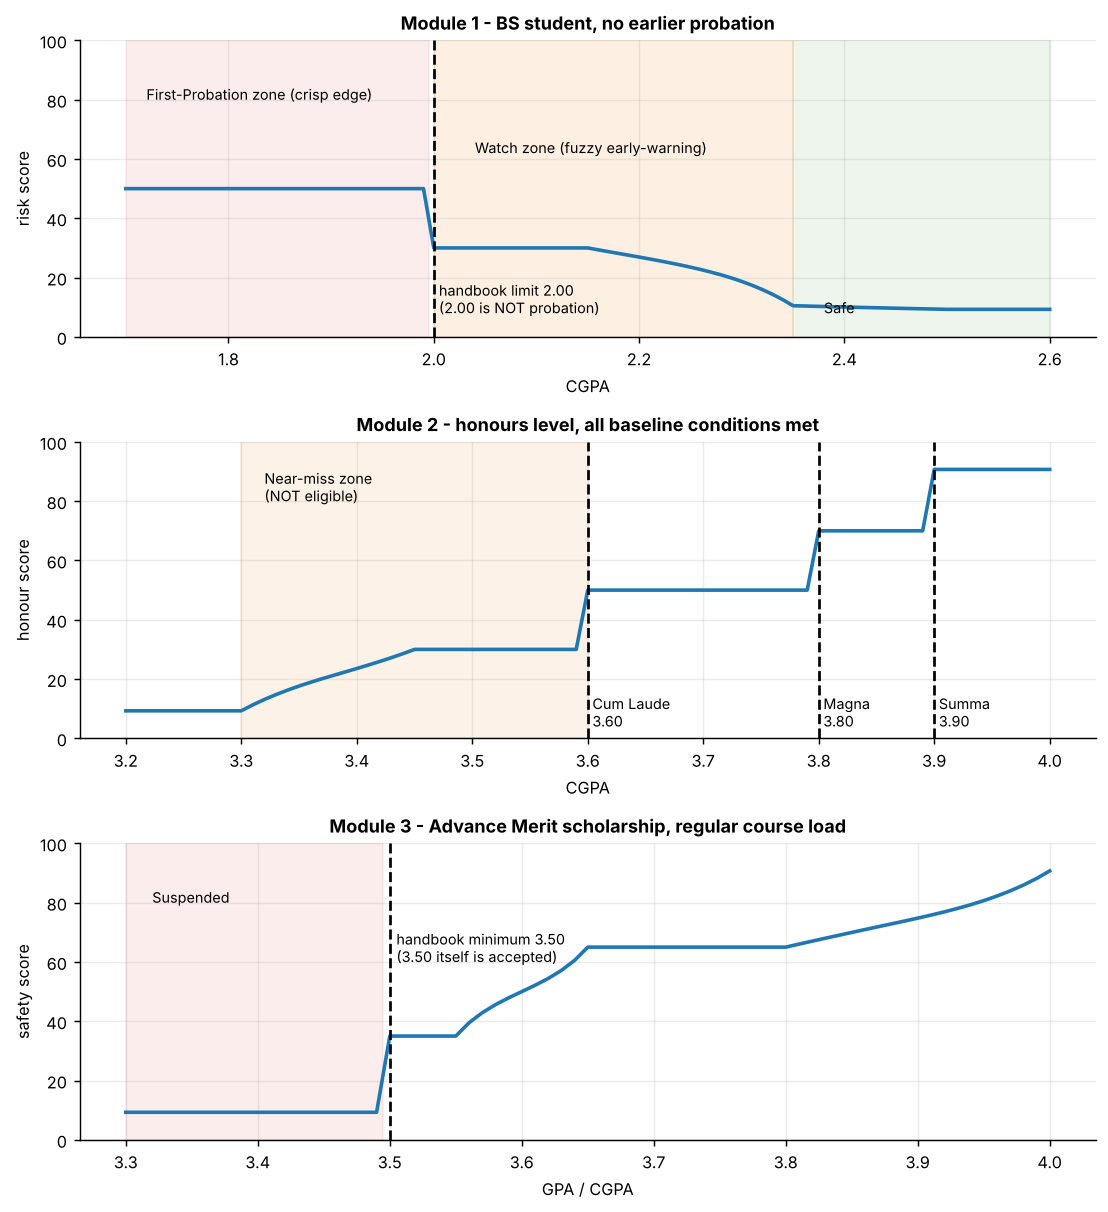 Module 1 - BS student, no earlier probation
100
80
60
40
20
0
risk score
First-Probation zone (crisp edge)
Watch zone (fuzzy early-warning)
handbook limit 2.00
(2.00 is NOT probation)
Safe
1.8 2.0 2.2 2.4 2.6
CGPA
Module 2 - honours level, all baseline conditions met
100
80
60
40
20
0
honour score
Near-miss zone
(NOT eligible)
Cum Laude
3.60
Magna
3.80
Summa
3.90
3.2 3.3 3.4 3.5 3.6 3.7 3.8 3.9 4.0
CGPA
Module 3 - Advance Merit scholarship, regular course load
100
80
60
40
20
0
safety score
Suspended
handbook minimum 3.50
(3.50 itself is accepted)
3.3 3.4 3.5 3.6 3.7 3.8 3.9 4.0
GPA / CGPA